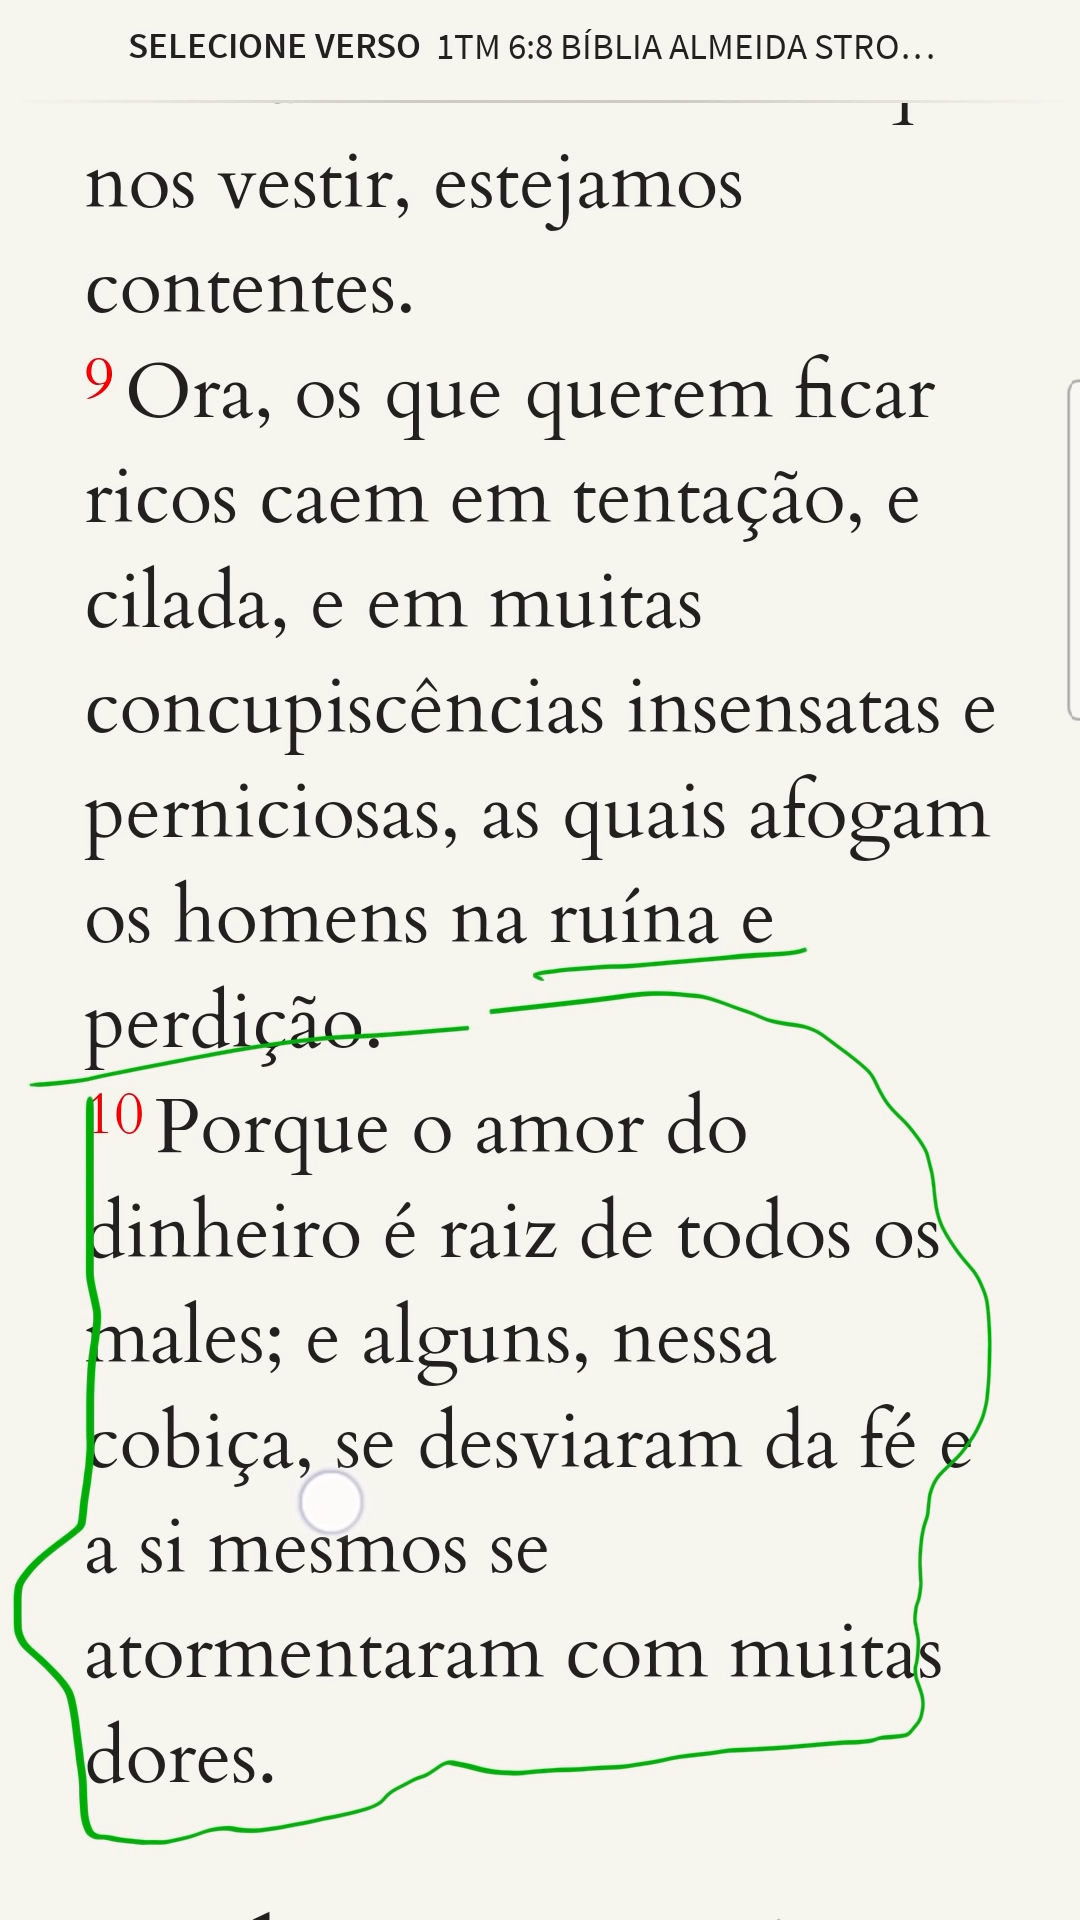 SELECIONE VERSO 1TM 6:8 BÍBLIA ALMEIDA STRO…
nos vestir, estejamos
contentes.
9 Ora, os que querem ficar
ricos caem em tentação, e
cilada, e em muitas
concupiscências insensatas e
perniciosas, as quais afogam
os homens na ruína e
perdição.
10 Porque o amor do
dinheiro é raiz de todos os
males; e alguns, nessa
cobiça, se desviaram da fé e
a si mesmos se
atormentaram com muitas
dores.